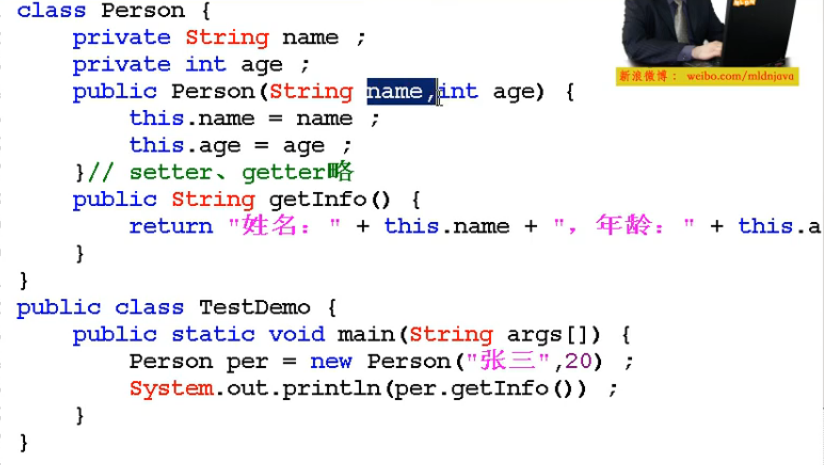 class Person {
    private String name ;
    private int age ;
    public Person(String name,int age) {
        this.name = name ;
        this.age = age ;
    }// setter、getter略
    public String getInfo() {
        return "姓名：" + this.name + "，年龄：" + this.a
    }
}
public class TestDemo {
    public static void main(String args[]) {
        Person per = new Person("张三",20) ;
        System.out.println(per.getInfo()) ;
    }
}
新浪微博： weibo.com/mldnjava